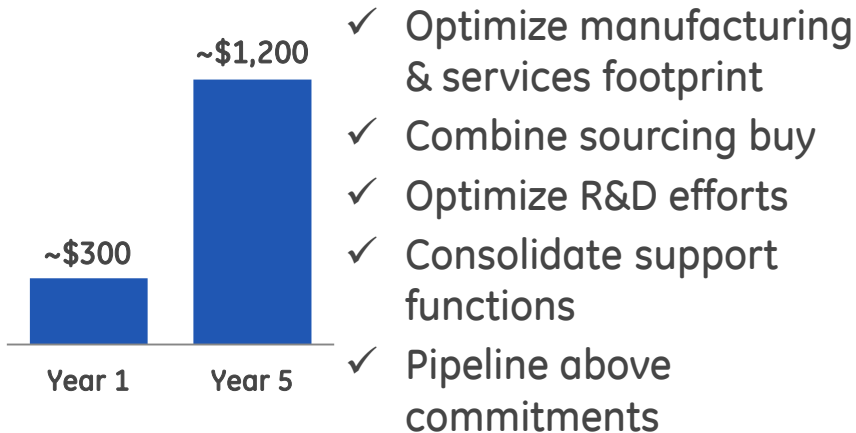 ~$1,200
~$300
Year 1
Year 5
✓ Optimize manufacturing
& services footprint
✓ Combine sourcing buy
✓ Optimize R&D efforts
✓ Consolidate support
functions
✓ Pipeline above
commitments